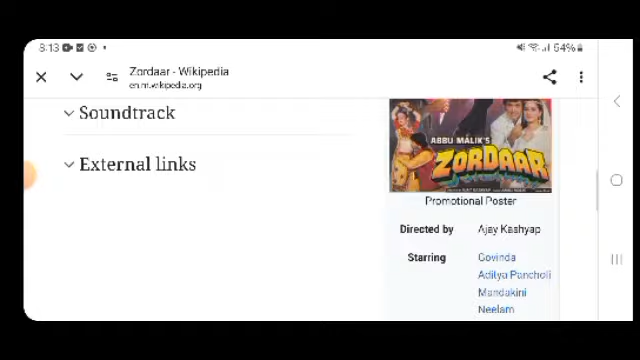 8:13
54%
Zordaar - Wikipedia
en.m.wikipedia.org
Soundtrack
External links
ABBU MALIK'S
ZORDAAR
Promotional Poster
Directed by Ajay Kashyap
Starring Govinda
Aditya Pancholi
Mandakini
Neelam